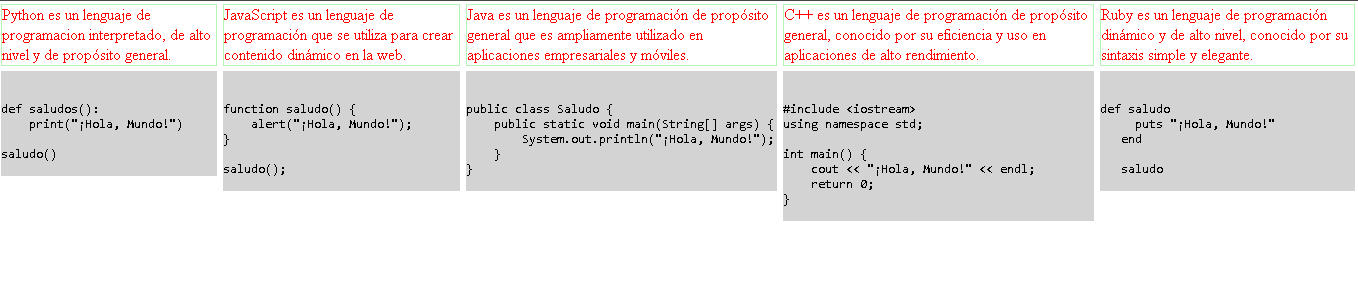 Python es un lenguaje de
programacion interpretado, de alto
nivel y de propósito general.
def saludos():
    print("¡Hola, Mundo!")
saludo()
JavaScript es un lenguaje de
programación que se utiliza para crear
contenido dinámico en la web.
function saludo() {
    alert("¡Hola, Mundo!");
}
saludo();
Java es un lenguaje de programación de propósito
general que es ampliamente utilizado en
aplicaciones empresariales y móviles.
public class Saludo {
    public static void main(String[] args) {
        System.out.println("¡Hola, Mundo!");
    }
}
C++ es un lenguaje de programación de propósito
general, conocido por su eficiencia y uso en
aplicaciones de alto rendimiento.
#include <iostream>
using namespace std;
int main() {
    cout << "¡Hola, Mundo!" << endl;
    return 0;
}
Ruby es un lenguaje de programación
dinámico y de alto nivel, conocido por su
sintaxis simple y elegante.
def saludo
     puts "¡Hola, Mundo!"
   end
   saludo